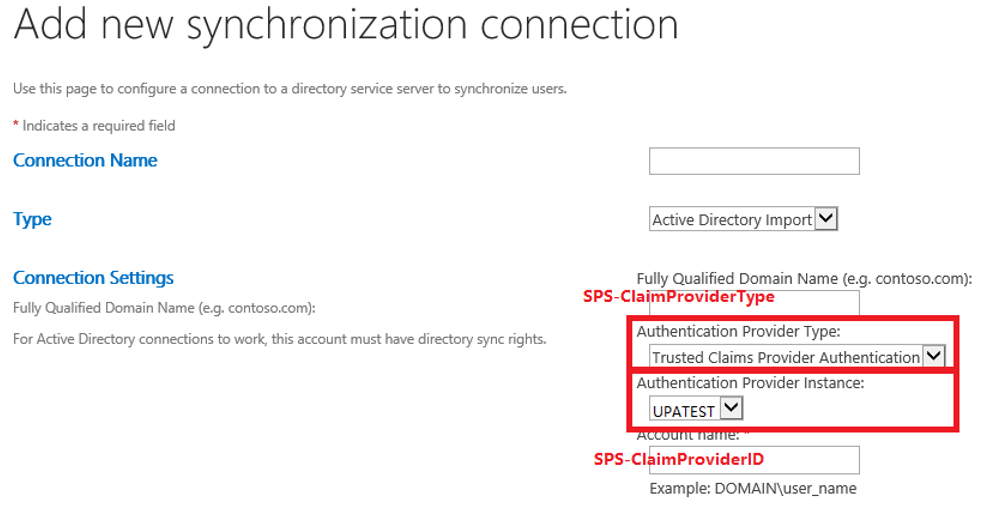 Add new synchronization connection
Use this page to configure a connection to a directory service server to synchronize users.
* Indicates a required field
Connection Name
Type
Active Directory Import
Connection Settings
Fully Qualified Domain Name (e.g. contoso.com):
For Active Directory connections to work, this account must have directory sync rights.
Fully Qualified Domain Name (e.g. contoso.com):
SPS-ClaimProviderType
Authentication Provider Type:
Trusted Claims Provider Authentication
Authentication Provider Instance:
UPATEST
Account name: *
SPS-ClaimProviderID
Example: DOMAIN\user_name